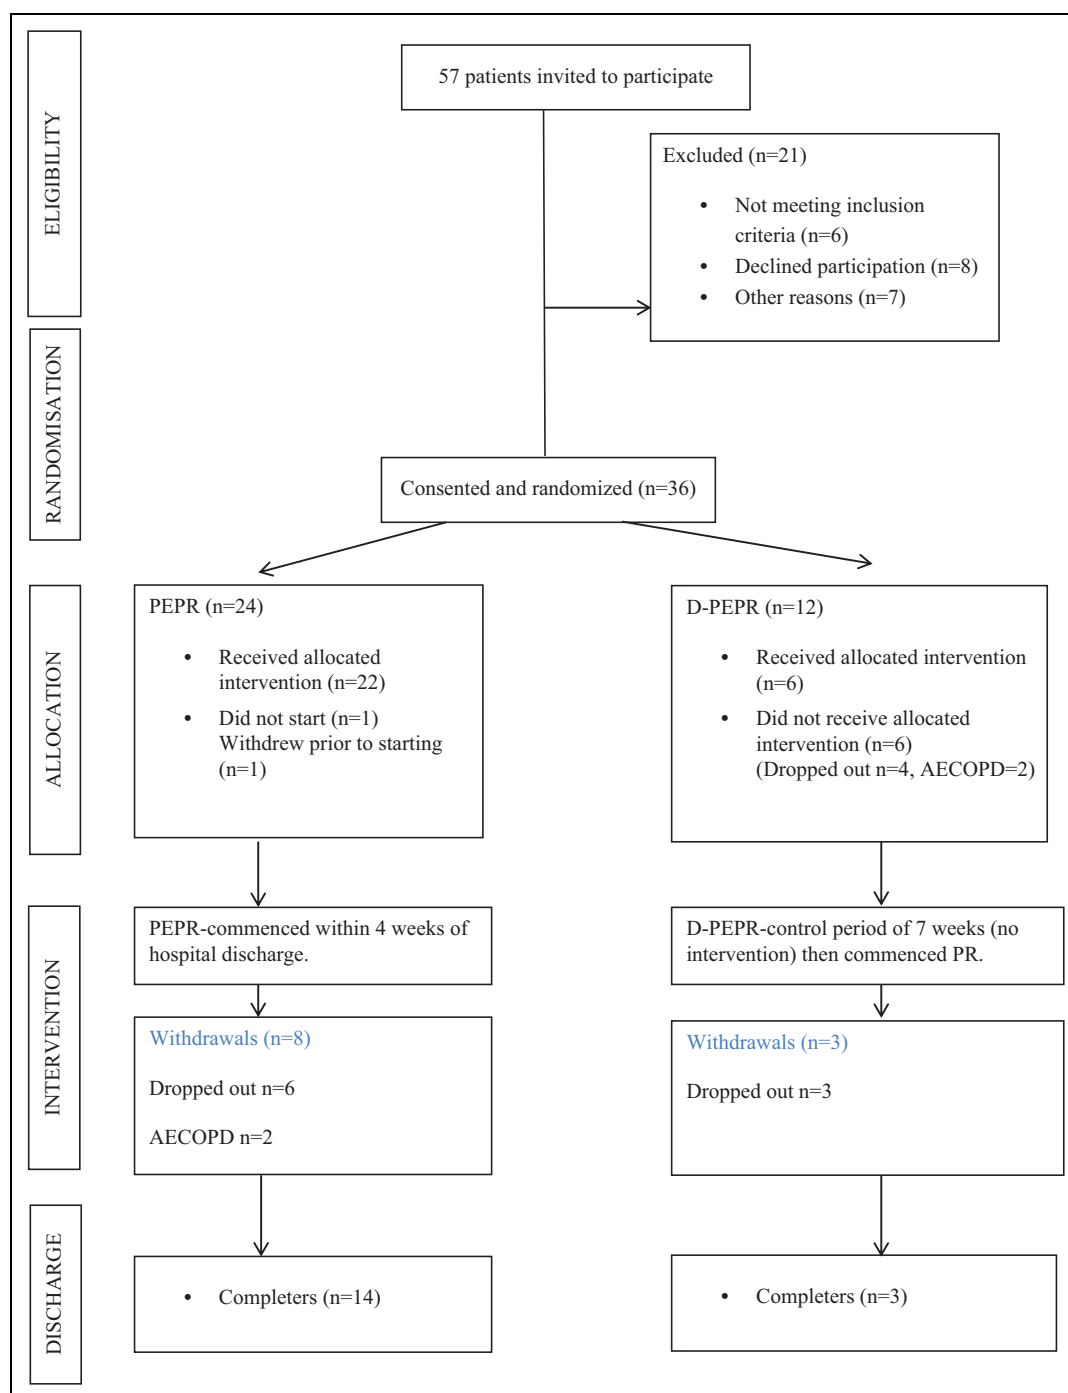 ELIGIBILITY
57 patients invited to participate
Excluded (n=21)
• Not meeting inclusion
criteria (n=6)
• Declined participation (n=8)
• Other reasons (n=7)
RANDOMISATION
Consented and randomized (n=36)
ALLOCATION
PEPR (n=24)
• Received allocated
intervention (n=22)
• Did not start (n=1)
Withdrew prior to starting
(n=1)
D-PEPR (n=12)
• Received allocated intervention
(n=6)
• Did not receive allocated
intervention (n=6)
(Dropped out n=4, AECOPD=2)
INTERVENTION
PEPR-commenced within 4 weeks of
hospital discharge.
D-PEPR-control period of 7 weeks (no
intervention) then commenced PR.
Withdrawals (n=8)
Dropped out n=6
AECOPD n=2
Withdrawals (n=3)
Dropped out n=3
DISCHARGE
• Completers (n=14)
• Completers (n=3)